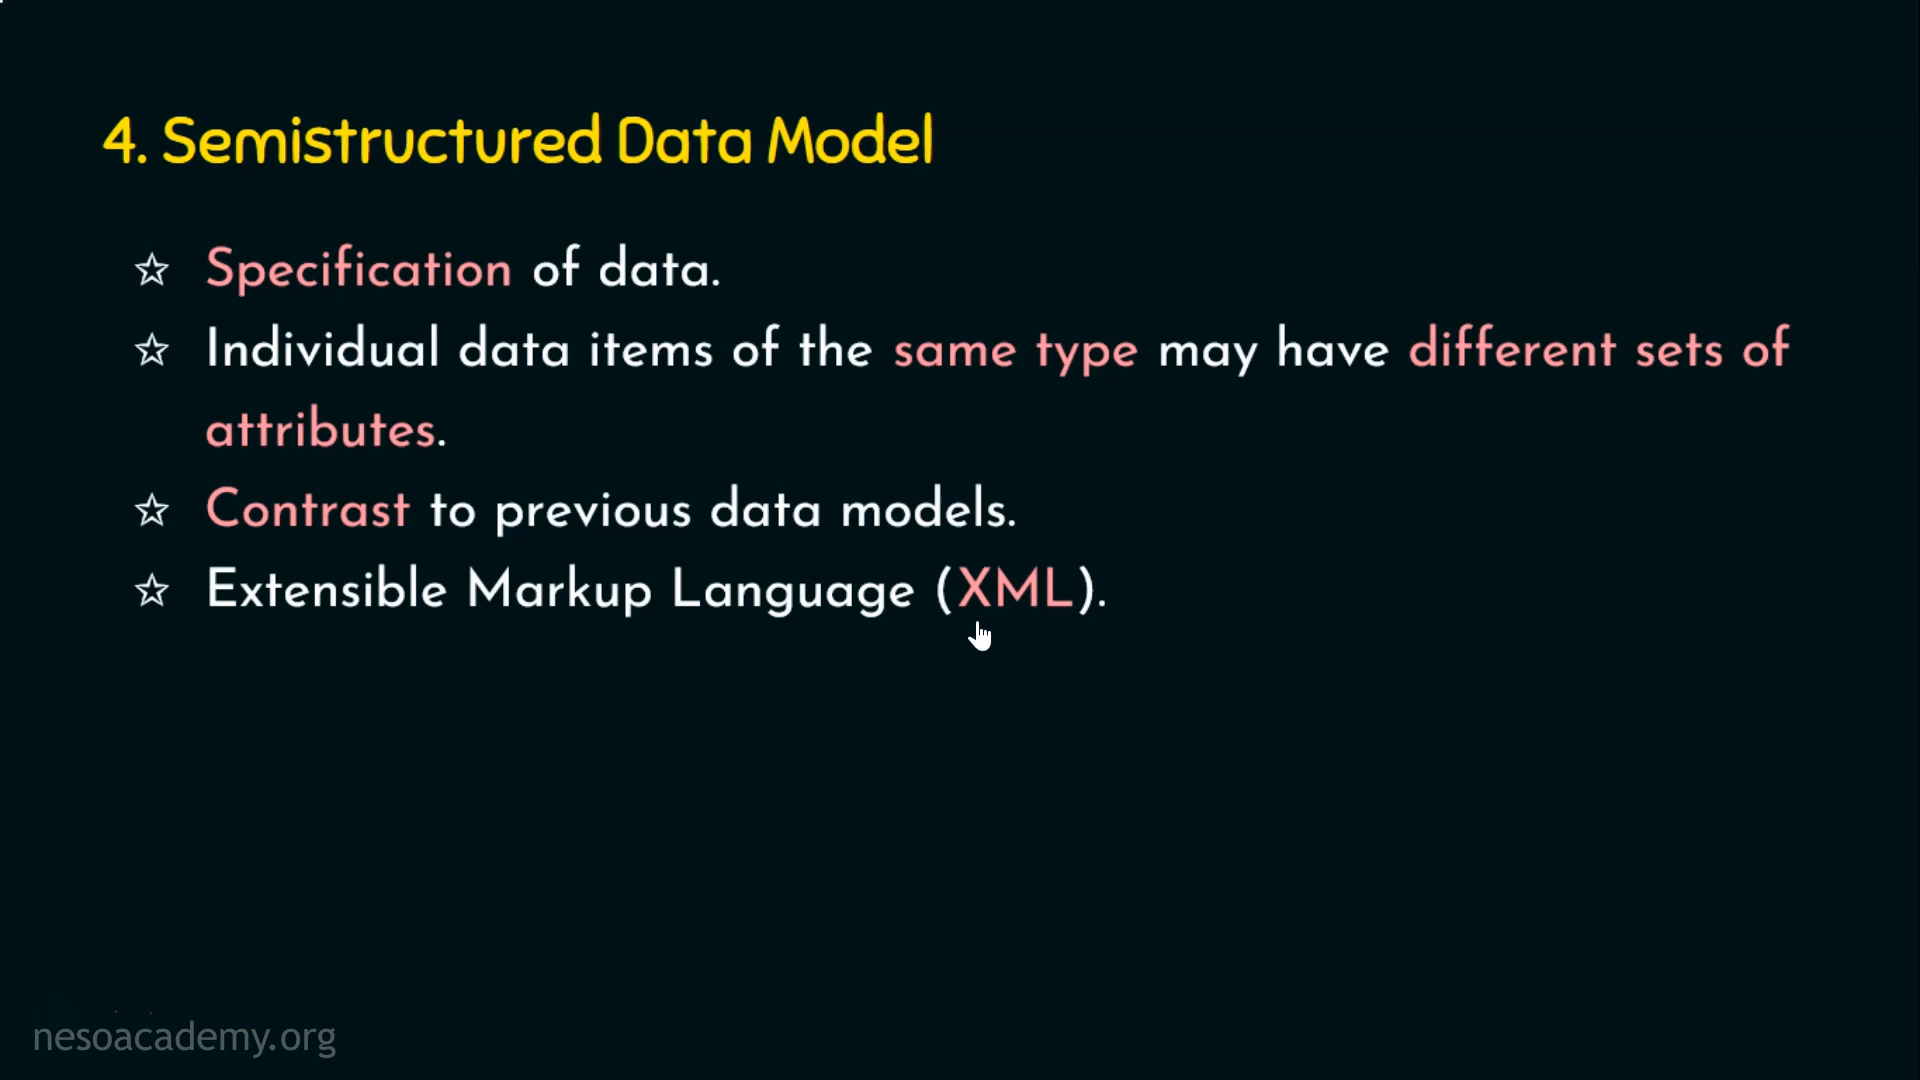 4. Semistructured Data Model
☆ Specification of data.
☆ Individual data items of the same type may have different sets of
attributes.
☆ Contrast to previous data models.
☆ Extensible Markup Language (XML).
nesoacademy.org